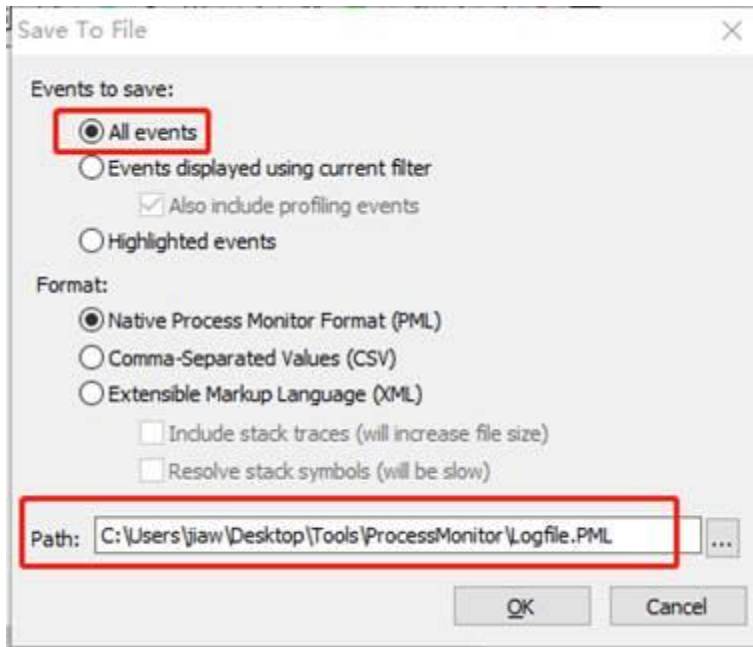 Save To File
Events to save:
All events
Events displayed using current filter
Also include profiling events
Highlighted events
Format:
Native Process Monitor Format (PML)
Comma-Separated Values (CSV)
Extensible Markup Language (XML)
Include stack traces (will increase file size)
Resolve stack symbols (will be slow)
Path: C:\Users\jiaw\Desktop\Tools\ProcessMonitor\Logfile.PML ...
OK Cancel